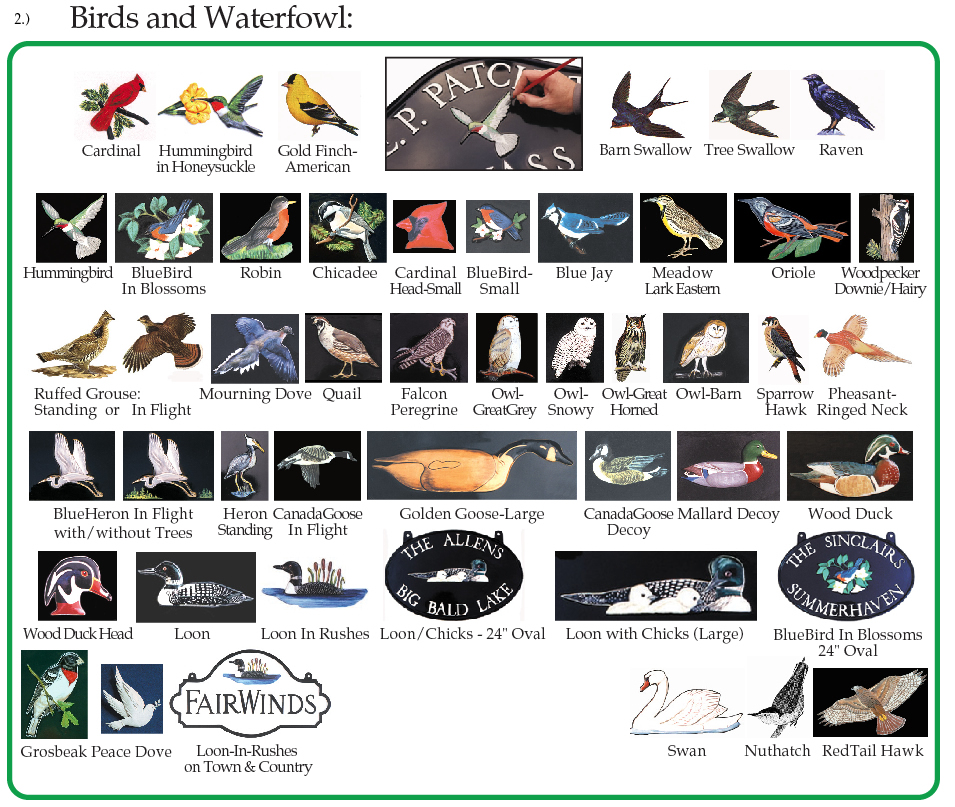 2.) Birds and Waterfowl:
E. P. PATCH
ASS
Cardinal
Hummingbird
in Honeysuckle
Gold Finch-
American
Barn Swallow
Tree Swallow
Raven
Hummingbird
BlueBird
In Blossoms
Robin
Chicadee
Cardinal
Head-Small
BlueBird-
Small
Blue Jay
Meadow
Lark Eastern
Oriole
Woodpecker
Downie/Hairy
Ruffed Grouse:
Standing or In Flight
Mourning Dove
Quail
Falcon
Peregrine
Owl-
GreatGrey
Owl-
Snowy
Owl-Great
Horned
Owl-Barn
Sparrow
Hawk
Pheasant-
Ringed Neck
BlueHeron In Flight
with/without Trees
Heron
Standing
CanadaGoose
In Flight
Golden Goose-Large
CanadaGoose
Decoy
Mallard Decoy
Wood Duck
THE ALLENS
BIG BALD LAKE
THE SINCLAIRS
SUMMERHAVEN
Wood Duck Head
Loon
Loon In Rushes
Loon/Chicks - 24" Oval
Loon with Chicks (Large)
BlueBird In Blossoms
24" Oval
FAIRWINDS
Grosbeak
Peace Dove
Loon-In-Rushes
on Town & Country
Swan
Nuthatch
RedTail Hawk